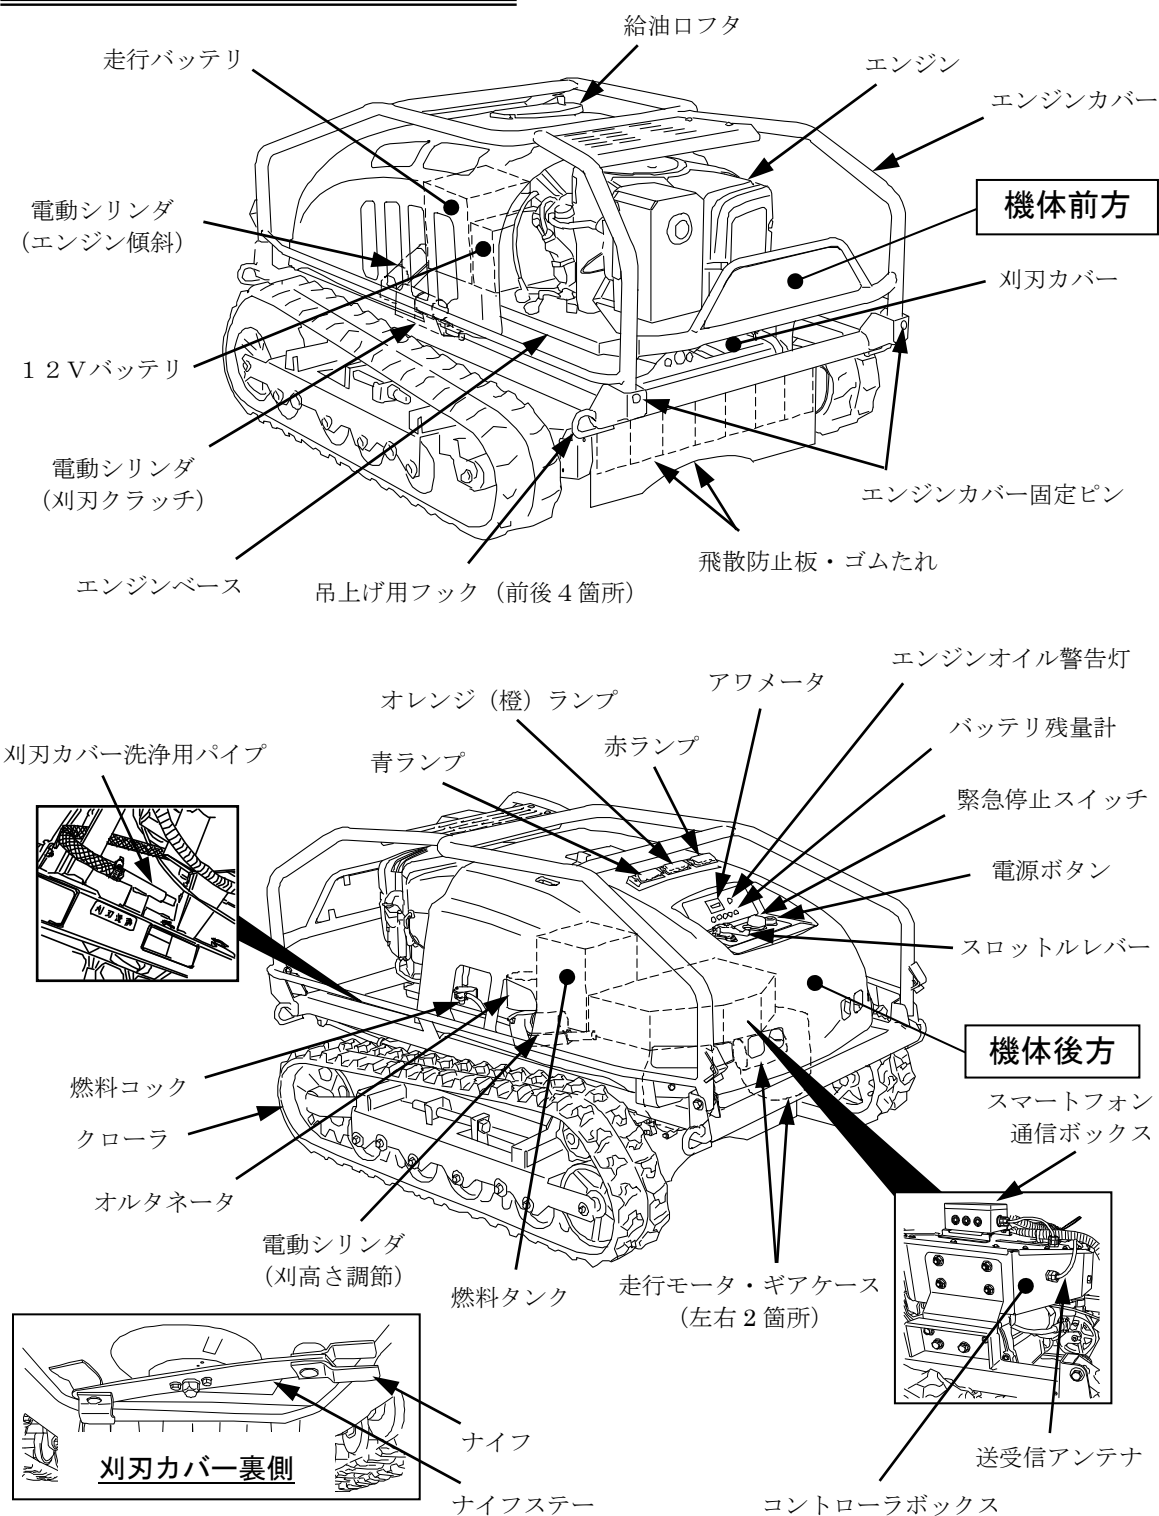 給油口フタ
走行バッテリ
エンジン
エンジンカバー
電動シリンダ
(エンジン傾斜)
機体前方
刈刃カバー
１２Ｖバッテリ
電動シリンダ
(刈刃クラッチ)
エンジンカバー固定ピン
飛散防止板・ゴムたれ
エンジンベース
吊上げ用フック（前後４箇所）
エンジンオイル警告灯
アワメータ
オレンジ（橙）ランプ
バッテリ残量計
赤ランプ
刈刃カバー洗浄用パイプ
青ランプ
緊急停止スイッチ
電源ボタン
刈刃洗浄
スロットルレバー
機体後方
燃料コック
スマートフォン
通信ボックス
クローラ
オルタネータ
電動シリンダ
(刈高さ調節)
燃料タンク
走行モータ・ギアケース
(左右２箇所)
ナイフ
送受信アンテナ
刈刃カバー裏側
ナイフステー
コントローラボックス